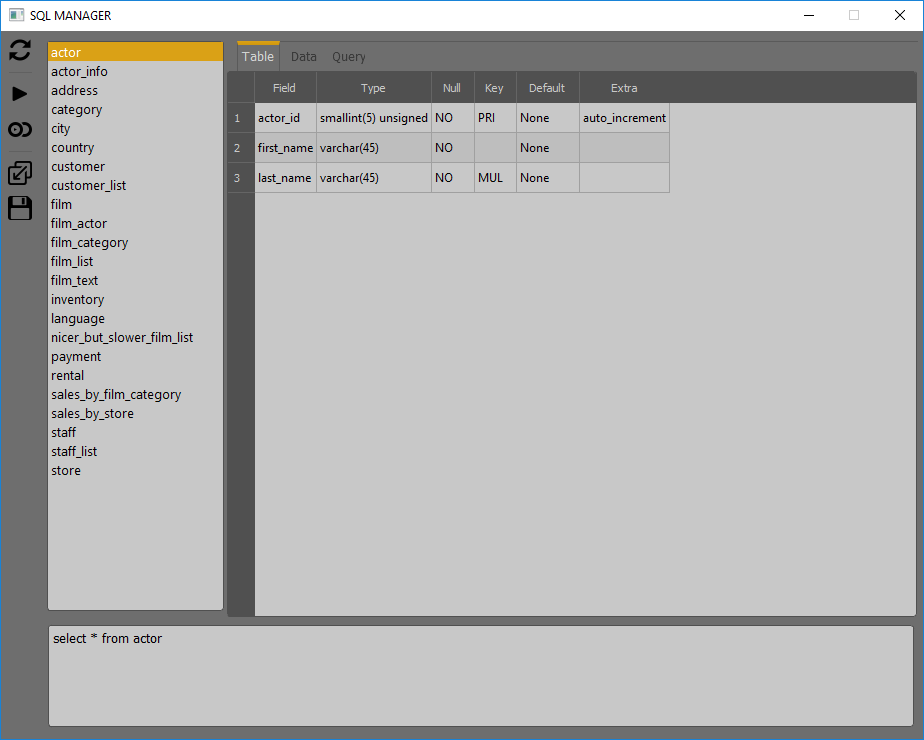 SQL MANAGER
actor
actor_info
address
category
city
country
customer
customer_list
film
film_actor
film_category
film_list
film_text
inventory
language
nicer_but_slower_film_list
payment
rental
sales_by_film_category
sales_by_store
staff
staff_list
store
Table Data Query
Field Type Null Key Default Extra
1 actor_id smallint(5) unsigned NO PRI None auto_increment
2 first_name varchar(45) NO None
3 last_name varchar(45) NO MUL None
select * from actor